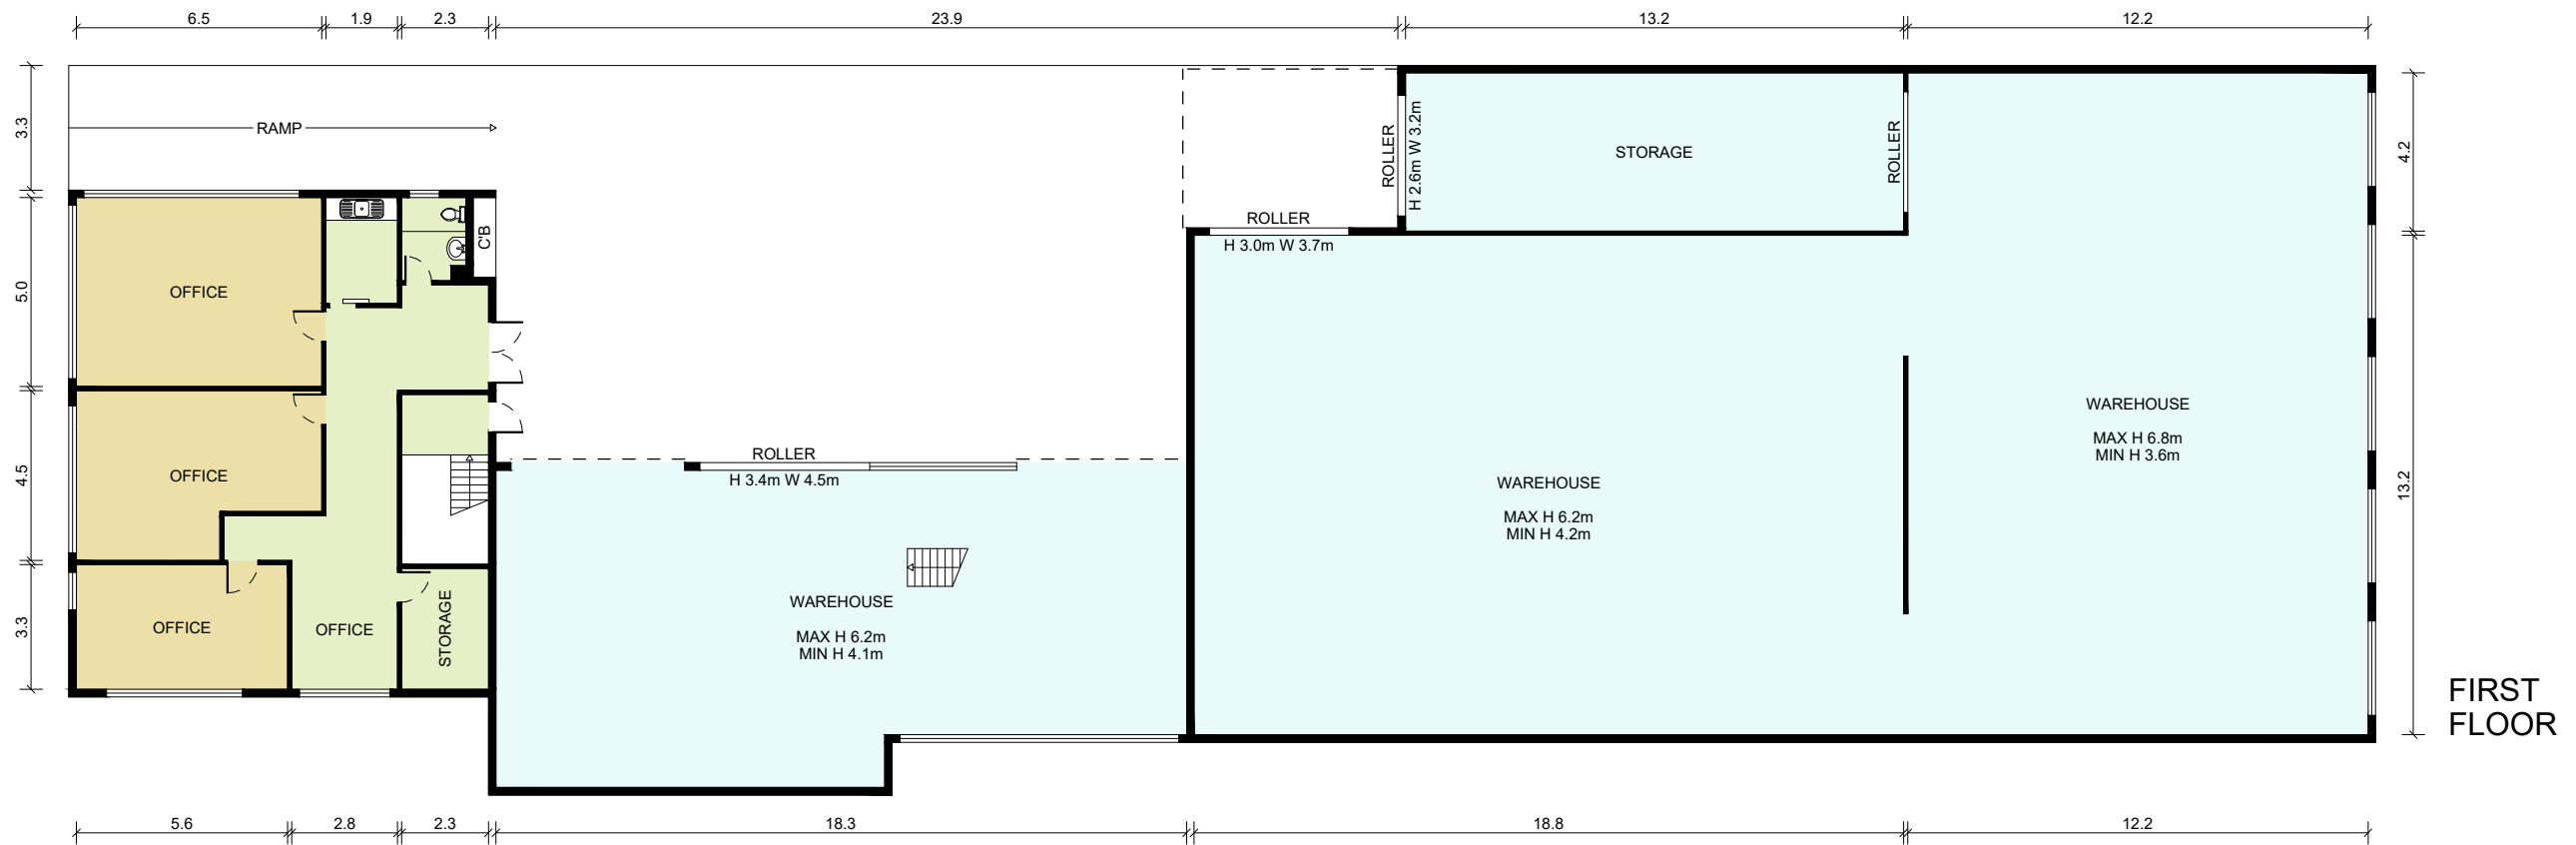 6.5 1.9 2.3 23.9 13.2 12.2
3.3
RAMP
ROLLER
H 2.6m W 3.2m
STORAGE
ROLLER
4.2
ROLLER
H 3.0m W 3.7m
C'B
5.0
OFFICE
WAREHOUSE
MAX H 6.8m
MIN H 3.6m
ROLLER
H 3.4m W 4.5m
4.5
OFFICE
WAREHOUSE
MAX H 6.2m
MIN H 4.2m
13.2
WAREHOUSE
MAX H 6.2m
MIN H 4.1m
3.3
OFFICE
OFFICE
STORAGE
FIRST
FLOOR
5.6 2.8 2.3 18.3 18.8 12.2